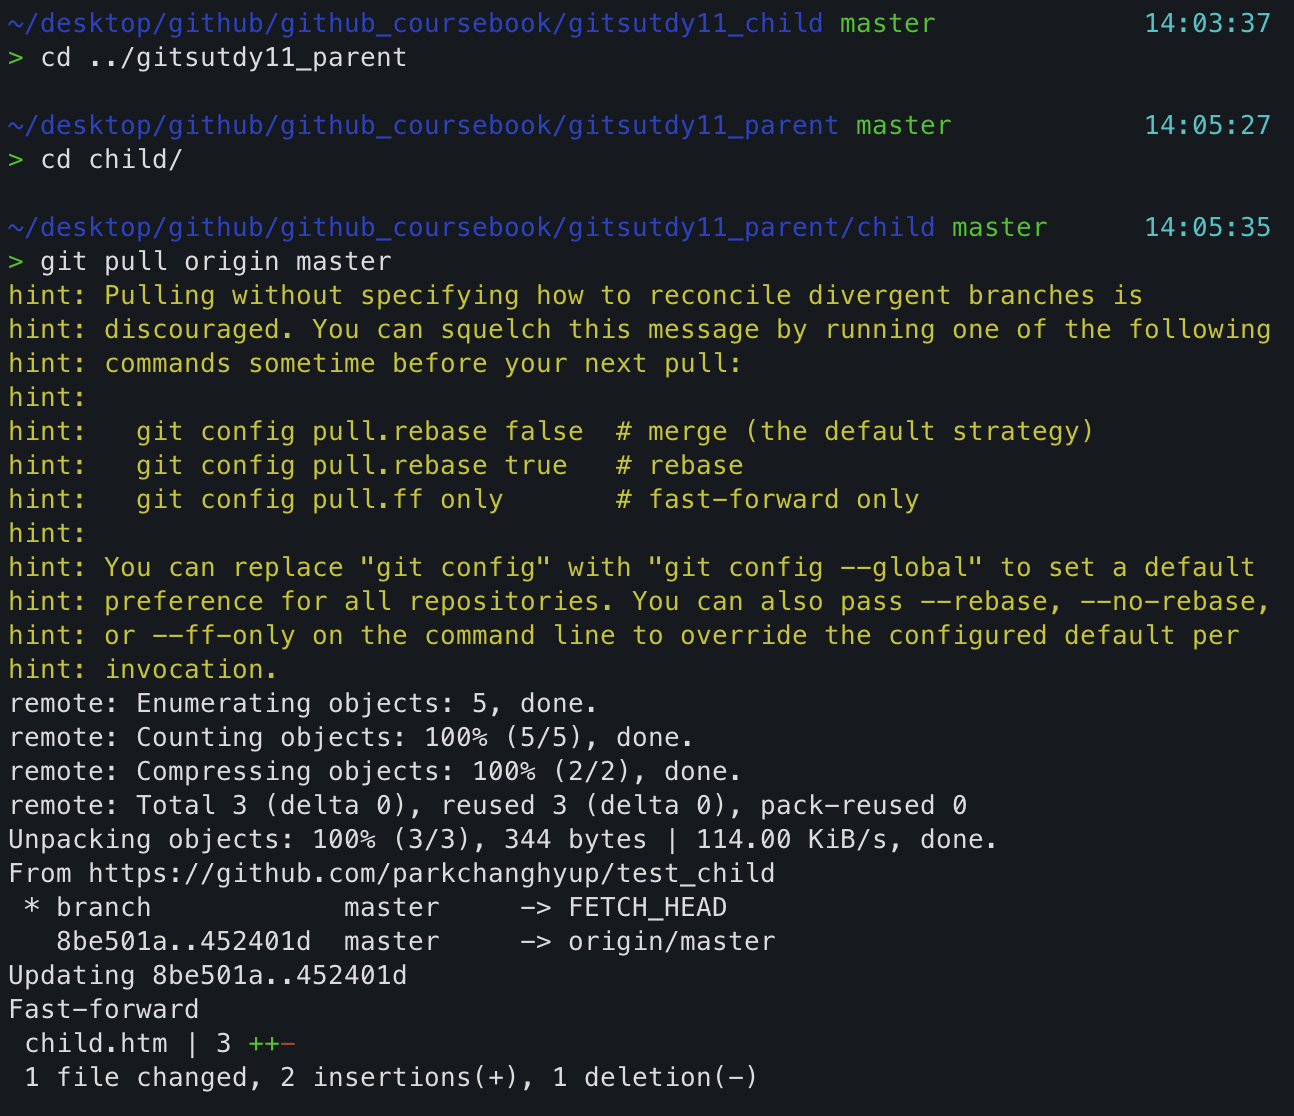 ~/desktop/github/github_coursebook/gitsutdy11_child master 14:03:37
> cd ../gitsutdy11_parent
~/desktop/github/github_coursebook/gitsutdy11_parent master 14:05:27
> cd child/
~/desktop/github/github_coursebook/gitsutdy11_parent/child master 14:05:35
> git pull origin master
hint: Pulling without specifying how to reconcile divergent branches is
hint: discouraged. You can squelch this message by running one of the following
hint: commands sometime before your next pull:
hint:
hint:   git config pull.rebase false  # merge (the default strategy)
hint:   git config pull.rebase true   # rebase
hint:   git config pull.ff only       # fast-forward only
hint:
hint: You can replace "git config" with "git config --global" to set a default
hint: preference for all repositories. You can also pass --rebase, --no-rebase,
hint: or --ff-only on the command line to override the configured default per
hint: invocation.
remote: Enumerating objects: 5, done.
remote: Counting objects: 100% (5/5), done.
remote: Compressing objects: 100% (2/2), done.
remote: Total 3 (delta 0), reused 3 (delta 0), pack-reused 0
Unpacking objects: 100% (3/3), 344 bytes | 114.00 KiB/s, done.
From https://github.com/parkchanghyup/test_child
 * branch            master     -> FETCH_HEAD
   8be501a..452401d  master     -> origin/master
Updating 8be501a..452401d
Fast-forward
 child.htm | 3 ++-
 1 file changed, 2 insertions(+), 1 deletion(-)